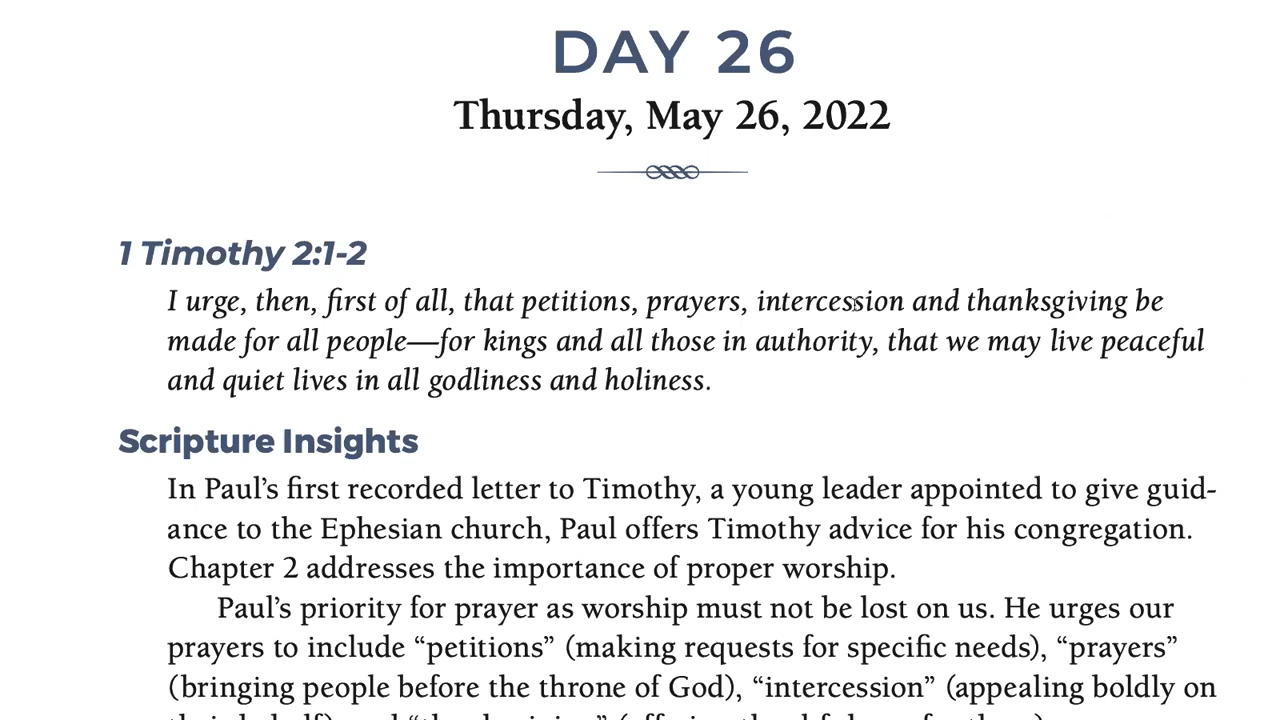 DAY 26
Thursday, May 26, 2022
1 Timothy 2:1-2
I urge, then, first of all, that petitions, prayers, intercession and thanksgiving be
made for all people—for kings and all those in authority, that we may live peaceful
and quiet lives in all godliness and holiness.
Scripture Insights
In Paul’s first recorded letter to Timothy, a young leader appointed to give guid-
ance to the Ephesian church, Paul offers Timothy advice for his congregation.
Chapter 2 addresses the importance of proper worship.
Paul’s priority for prayer as worship must not be lost on us. He urges our
prayers to include “petitions” (making requests for specific needs), “prayers”
(bringing people before the throne of God), “intercession” (appealing boldly on